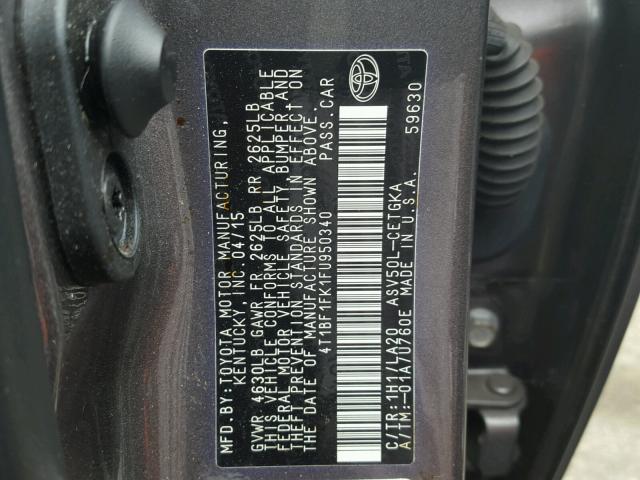 MFD. BY: TOYOTA MOTOR MANUFACTURING,
KENTUCKY, INC. 04/15
GVWR 4630LB GAWR FR 2625LB RR 2625LB
THIS VEHICLE CONFORMS TO ALL APPLICABLE
FEDERAL MOTOR VEHICLE SAFETY, BUMPER, AND
THEFT PREVENTION STANDARDS IN EFFECT ON
THE DATE OF MANUFACTURE SHOWN ABOVE.
4T1BF1FK1FU950340 PASS. CAR
C/TR: 1H1/LA20 ASV50L-CETGKA
A/TM: -01A/U760E MADE IN U.S.A.
59630